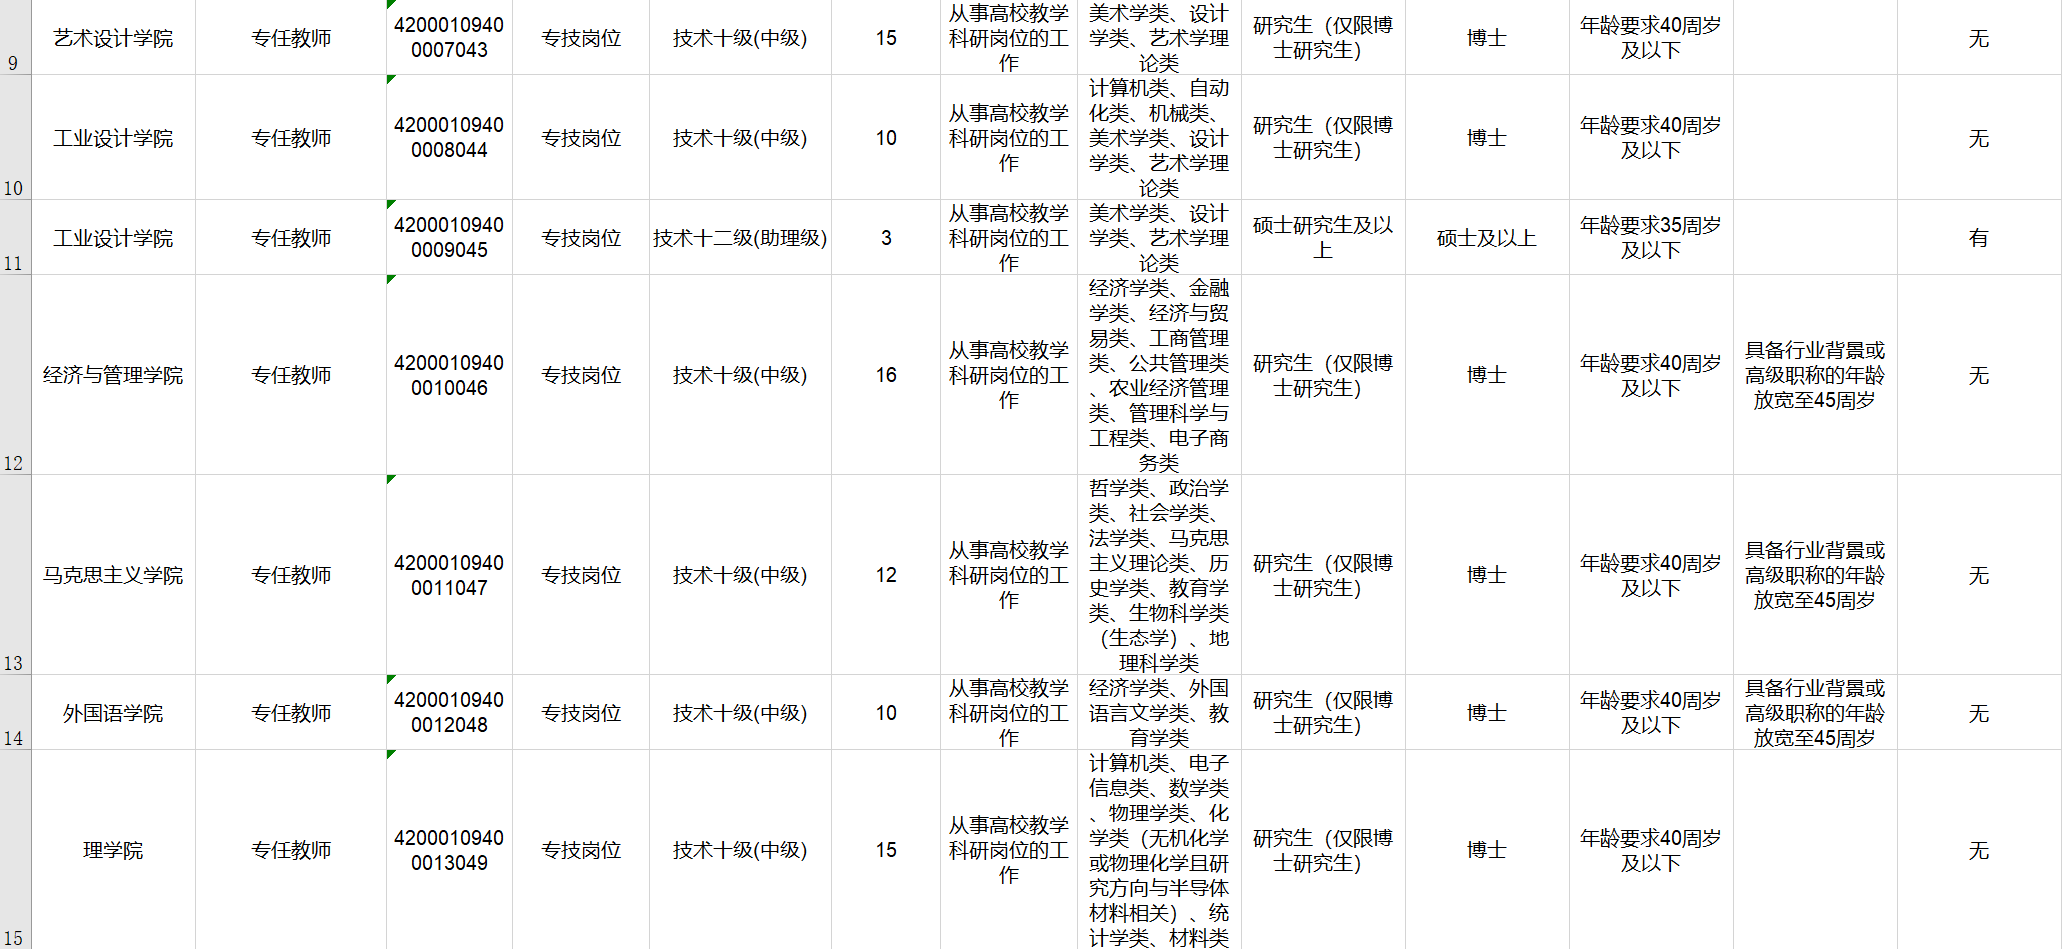 9
艺术设计学院
专任教师
4200010940
0007043
专技岗位
技术十级(中级)
15
从事高校教学
科研岗位的工
作
美术学类、设计
学类、艺术学理
论类
研究生（仅限博
士研究生）
博士
年龄要求40周岁
及以下
无
10
工业设计学院
专任教师
4200010940
0008044
专技岗位
技术十级(中级)
10
从事高校教学
科研岗位的工
作
计算机类、自动
化类、机械类、
美术学类、设计
学类、艺术学理
论类
研究生（仅限博
士研究生）
博士
年龄要求40周岁
及以下
无
11
工业设计学院
专任教师
4200010940
0009045
专技岗位
技术十二级(助理级)
3
从事高校教学
科研岗位的工
作
美术学类、设计
学类、艺术学理
论类
硕士研究生及以
上
硕士及以上
年龄要求35周岁
及以下
有
12
经济与管理学院
专任教师
4200010940
0010046
专技岗位
技术十级(中级)
16
从事高校教学
科研岗位的工
作
经济学类、金融
学类、经济与贸
易类、工商管理
类、公共管理类
、农业经济管理
类、管理科学与
工程类、电子商
务类
研究生（仅限博
士研究生）
博士
年龄要求40周岁
及以下
具备行业背景或
高级职称的年龄
放宽至45周岁
无
13
马克思主义学院
专任教师
4200010940
0011047
专技岗位
技术十级(中级)
12
从事高校教学
科研岗位的工
作
哲学类、政治学
类、社会学类、
法学类、马克思
主义理论类、历
史学类、教育学
类、生物科学类
（生态学）、地
理科学类
研究生（仅限博
士研究生）
博士
年龄要求40周岁
及以下
具备行业背景或
高级职称的年龄
放宽至45周岁
无
14
外国语学院
专任教师
4200010940
0012048
专技岗位
技术十级(中级)
10
从事高校教学
科研岗位的工
作
经济学类、外国
语言文学类、教
育学类
研究生（仅限博
士研究生）
博士
年龄要求40周岁
及以下
具备行业背景或
高级职称的年龄
放宽至45周岁
无
15
理学院
专任教师
4200010940
0013049
专技岗位
技术十级(中级)
15
从事高校教学
科研岗位的工
作
计算机类、电子
信息类、数学类
、物理学类、化
学类（无机化学
或物理化学且研
究方向与半导体
材料相关）、统
计学类、材料类
研究生（仅限博
士研究生）
博士
年龄要求40周岁
及以下
无